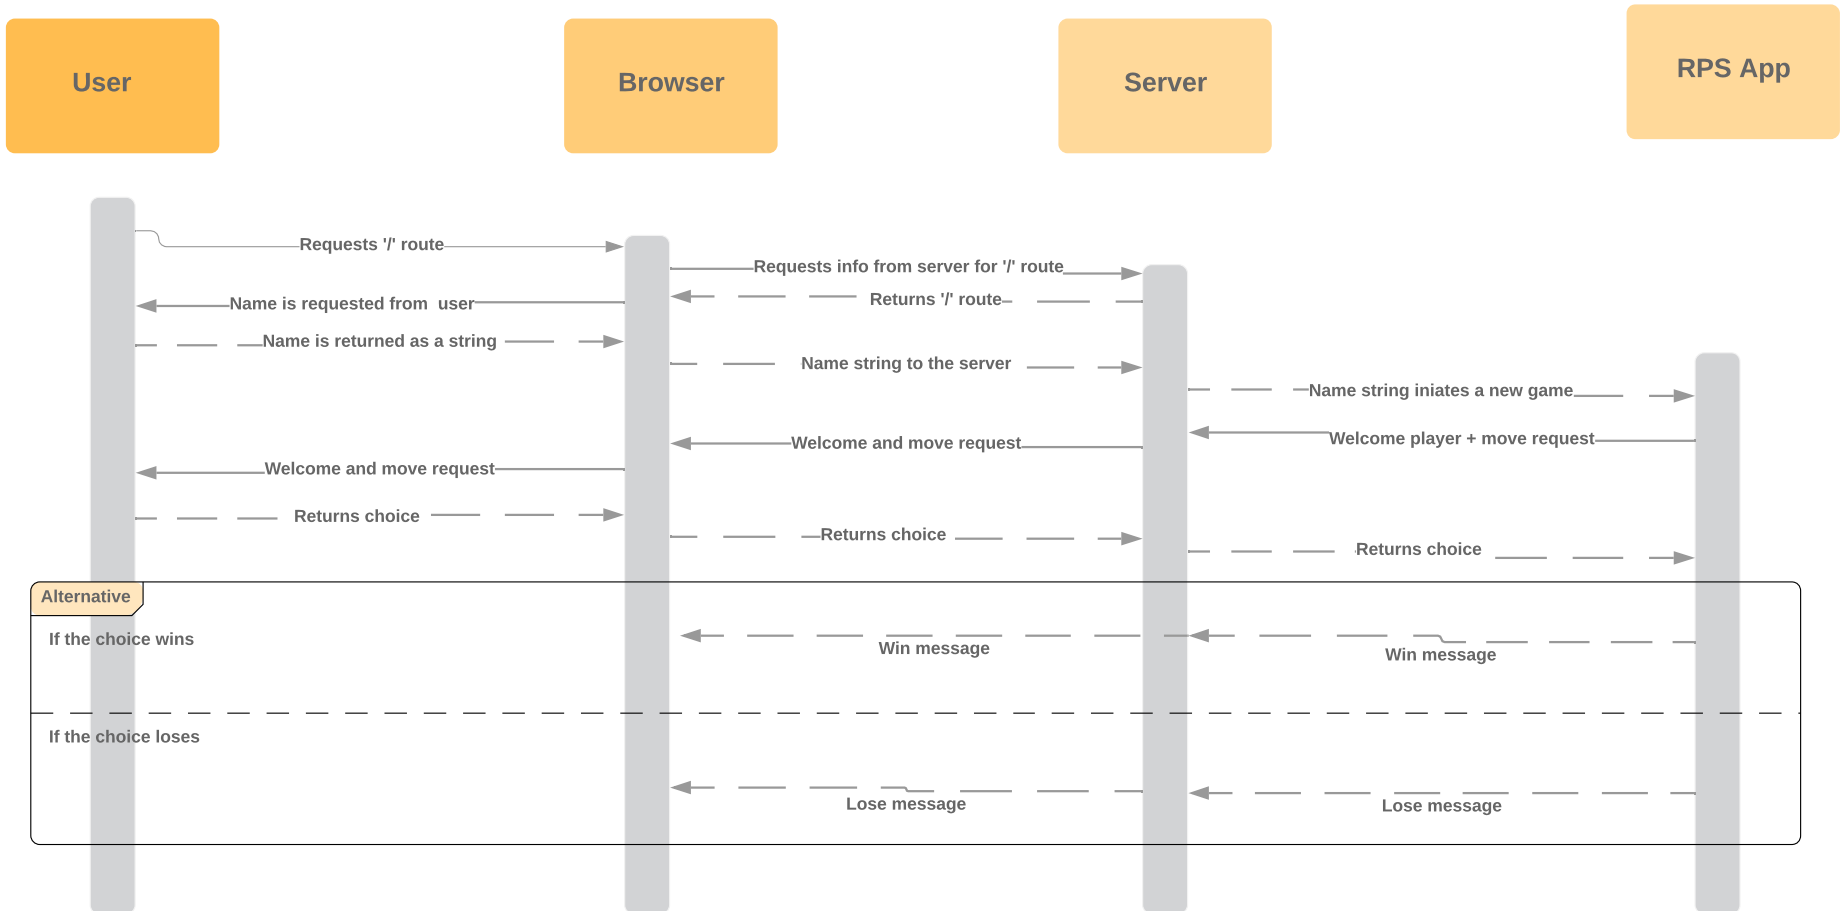 User
Browser
Server
RPS App
Requests '/' route
Requests info from server for '/' route
Returns '/' route
Name is requested from  user
Name is returned as a string
Name string to the server
Name string iniates a new game
Welcome player + move request
Welcome and move request
Welcome and move request
Returns choice
Returns choice
Returns choice
Alternative
If the choice wins
Win message
Win message
If the choice loses
Lose message
Lose message